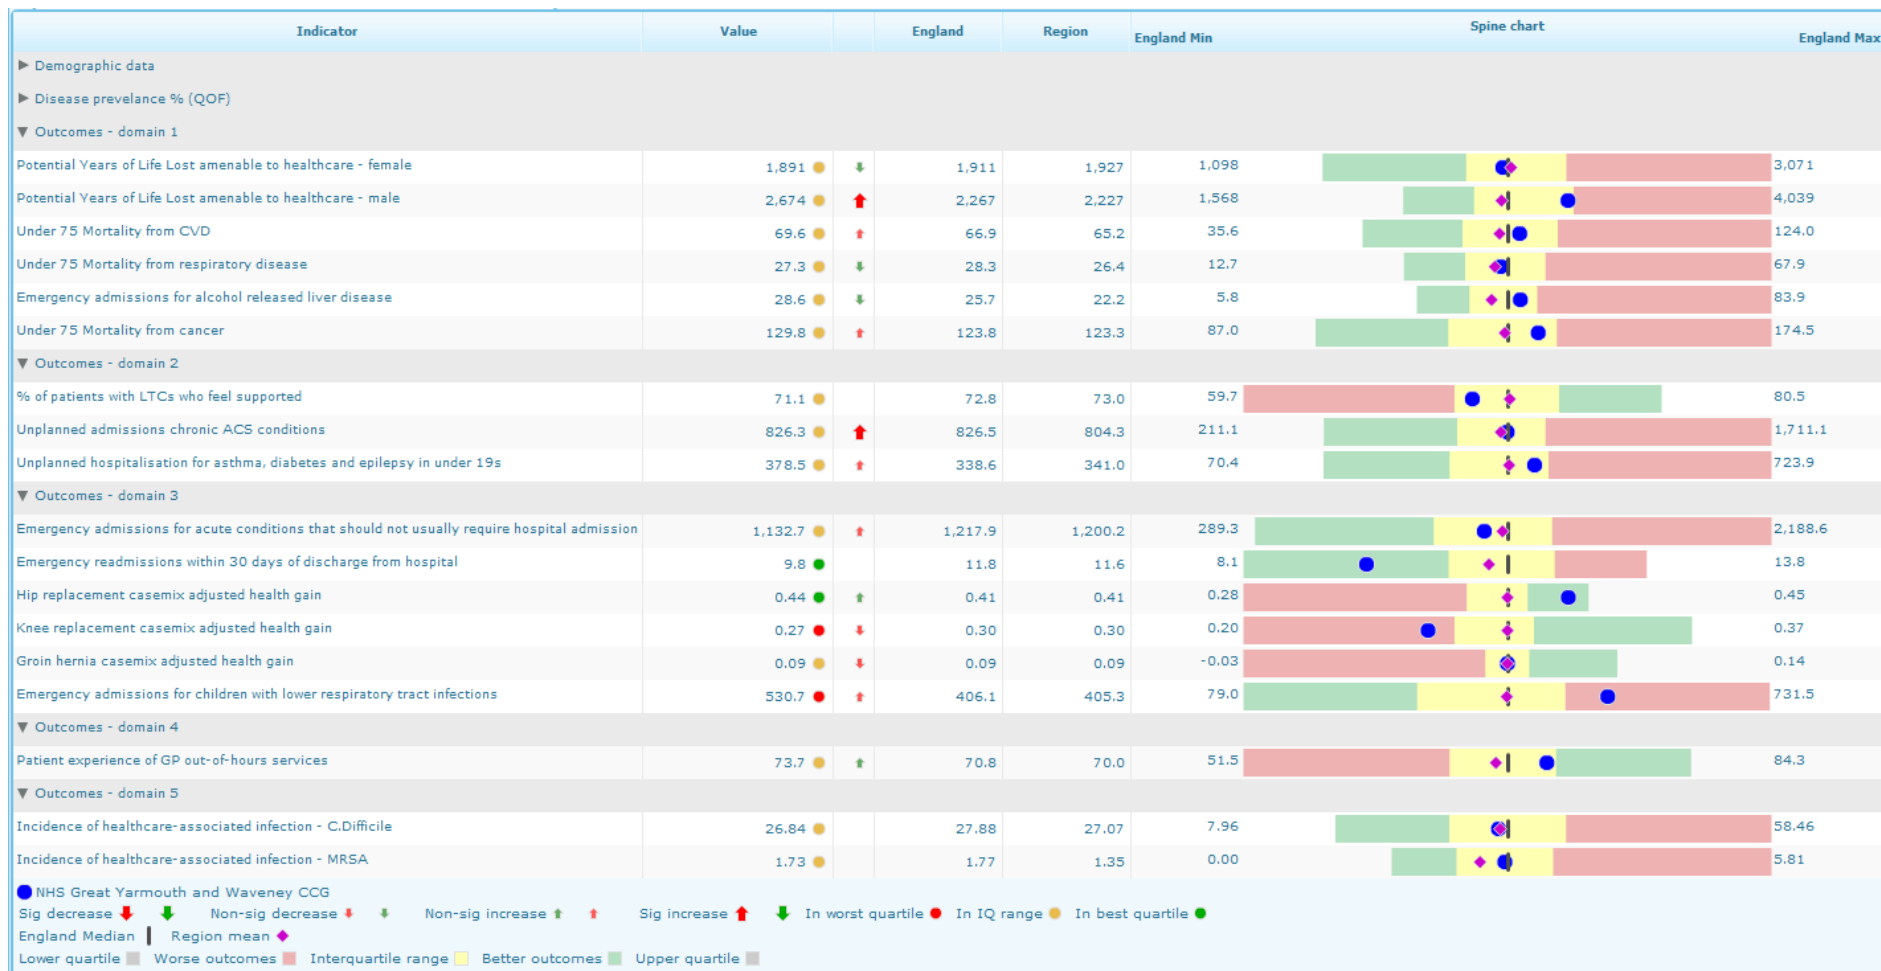 Indicator Value England Region England Min Spine chart England Max
Demographic data
Disease prevelance % (QOF)
Outcomes - domain 1
Potential Years of Life Lost amenable to healthcare - female 1,891 1,911 1,927 1,098 3,071
Potential Years of Life Lost amenable to healthcare - male 2,674 2,267 2,227 1,568 4,039
Under 75 Mortality from CVD 69.6 66.9 65.2 35.6 124.0
Under 75 Mortality from respiratory disease 27.3 28.3 26.4 12.7 67.9
Emergency admissions for alcohol released liver disease 28.6 25.7 22.2 5.8 83.9
Under 75 Mortality from cancer 129.8 123.8 123.3 87.0 174.5
Outcomes - domain 2
% of patients with LTCs who feel supported 71.1 72.8 73.0 59.7 80.5
Unplanned admissions chronic ACS conditions 826.3 826.5 804.3 211.1 1,711.1
Unplanned hospitalisation for asthma, diabetes and epilepsy in under 19s 378.5 338.6 341.0 70.4 723.9
Outcomes - domain 3
Emergency admissions for acute conditions that should not usually require hospital admission 1,132.7 1,217.9 1,200.2 289.3 2,188.6
Emergency readmissions within 30 days of discharge from hospital 9.8 11.8 11.6 8.1 13.8
Hip replacement casemix adjusted health gain 0.44 0.41 0.41 0.28 0.45
Knee replacement casemix adjusted health gain 0.27 0.30 0.30 0.20 0.37
Groin hernia casemix adjusted health gain 0.09 0.09 0.09 -0.03 0.14
Emergency admissions for children with lower respiratory tract infections 530.7 406.1 405.3 79.0 731.5
Outcomes - domain 4
Patient experience of GP out-of-hours services 73.7 70.8 70.0 51.5 84.3
Outcomes - domain 5
Incidence of healthcare-associated infection - C.Difficile 26.84 27.88 27.07 7.96 58.46
Incidence of healthcare-associated infection - MRSA 1.73 1.77 1.35 0.00 5.81
NHS Great Yarmouth and Waveney CCG
Sig decrease Non-sig decrease Non-sig increase Sig increase In worst quartile In IQ range In best quartile
England Median Region mean
Lower quartile Worse outcomes Interquartile range Better outcomes Upper quartile